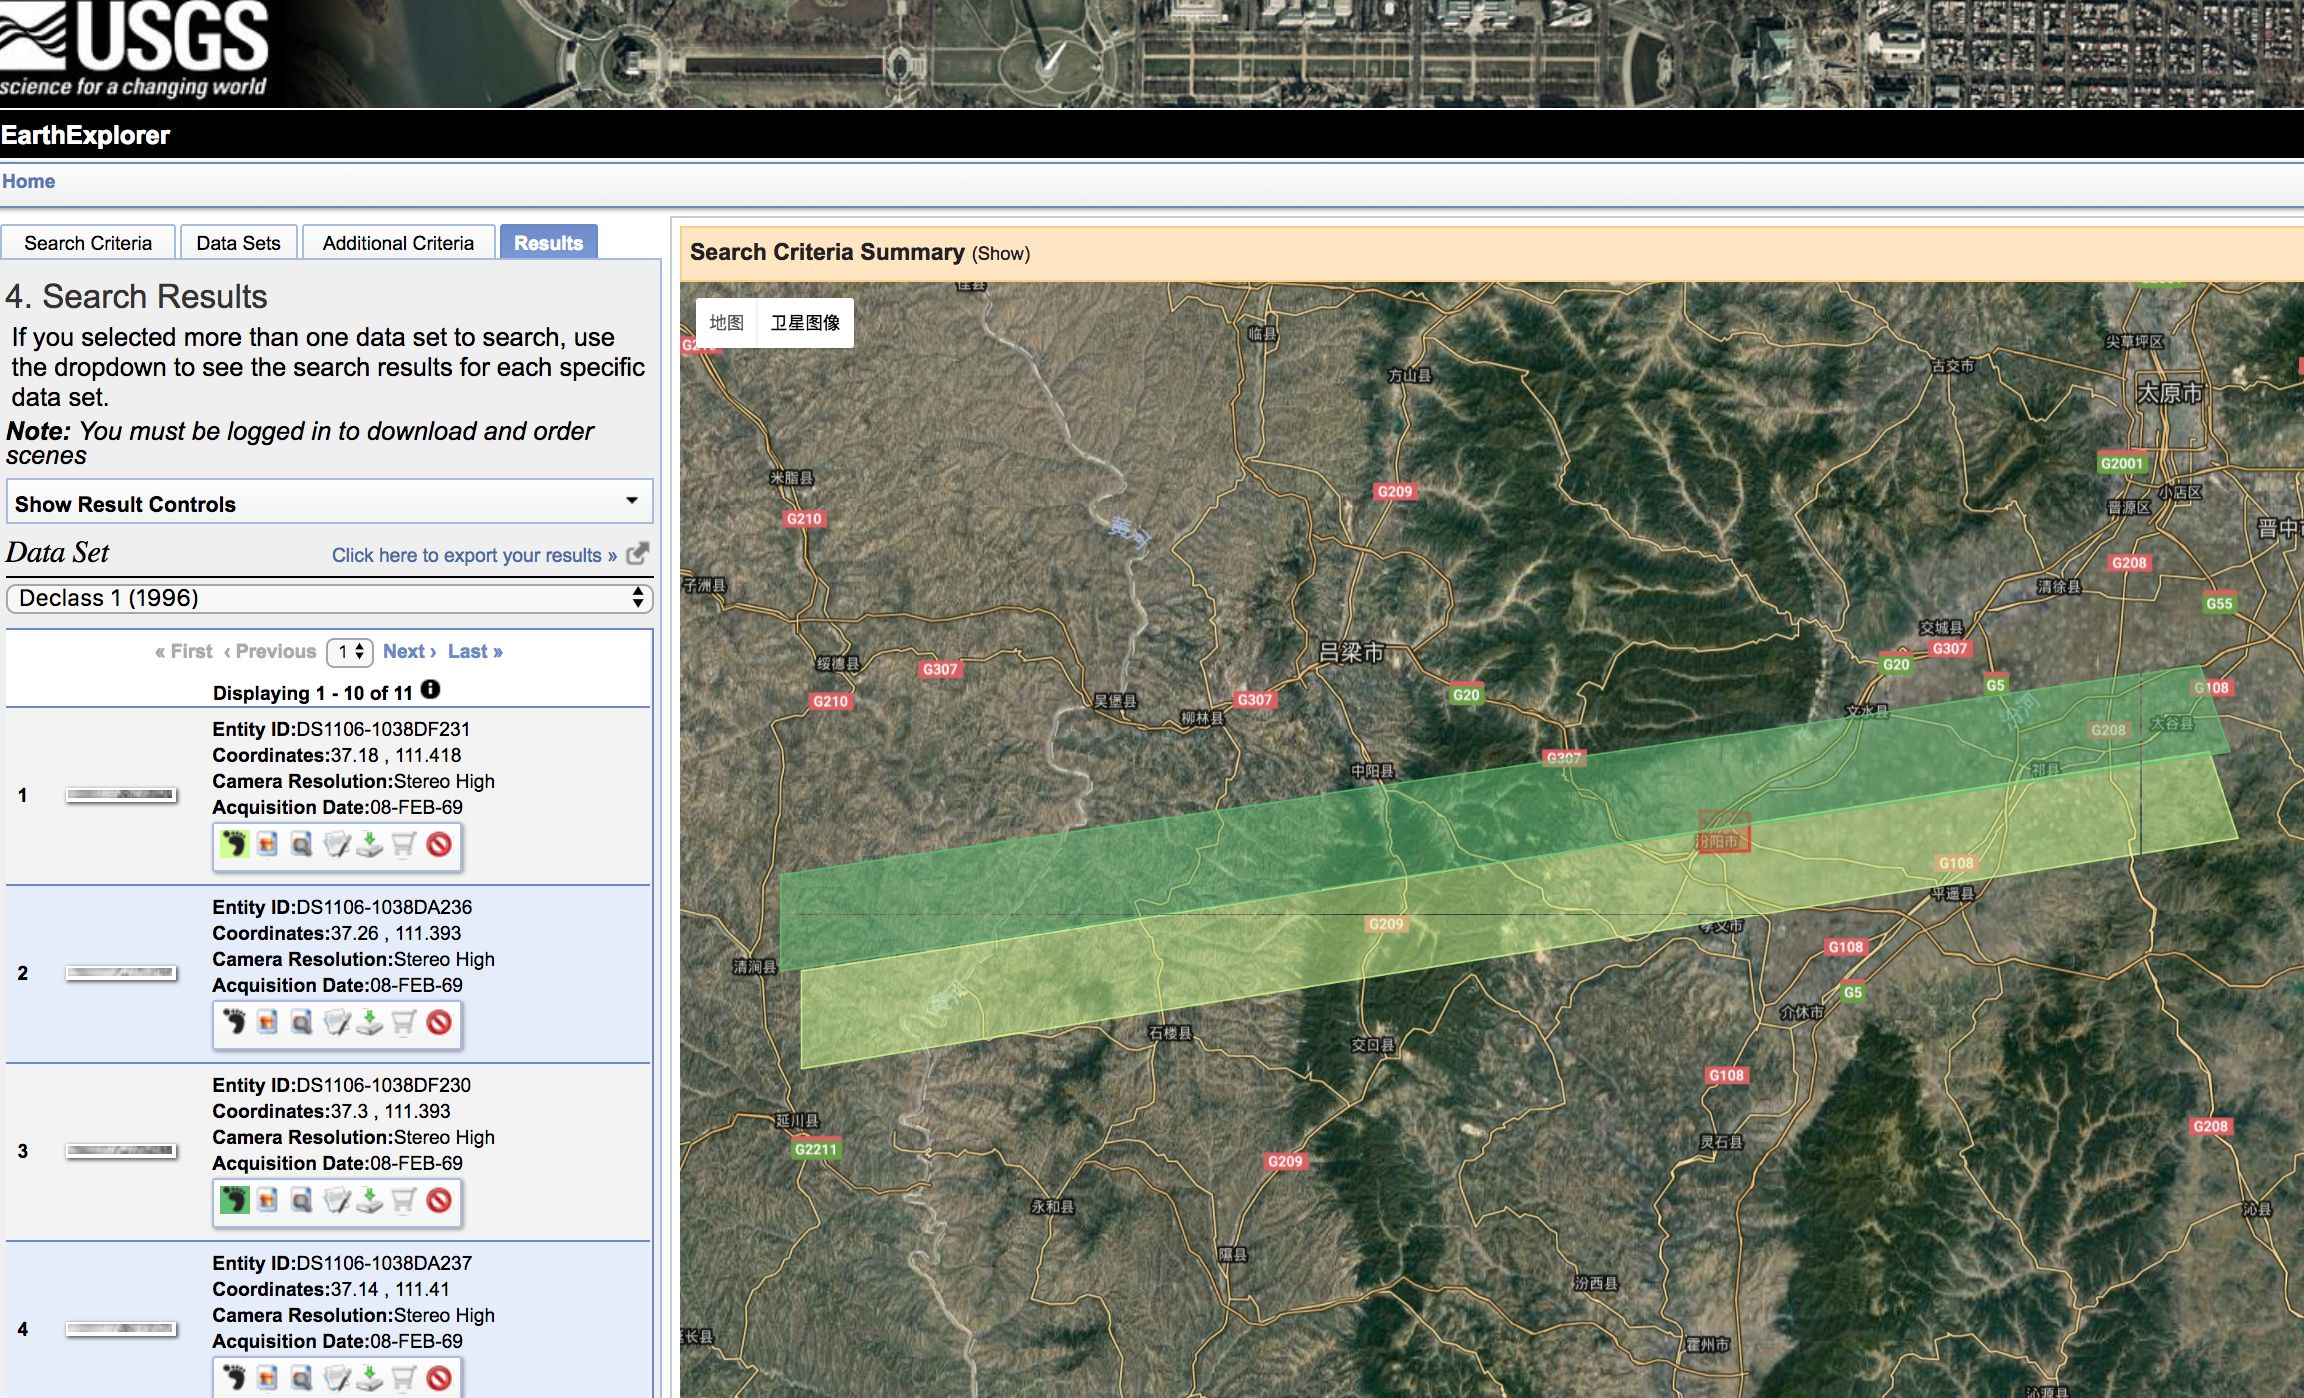 USGS
science for a changing world
EarthExplorer
Home
Search Criteria
Data Sets
Additional Criteria
Results
4. Search Results
If you selected more than one data set to search, use
the dropdown to see the search results for each specific
data set.
Note: You must be logged in to download and order
scenes
Show Result Controls
Data Set
Click here to export your results »
Declass 1 (1996)
« First ‹ Previous 1 Next › Last »
Displaying 1 - 10 of 11
1
Entity ID:DS1106-1038DF231
Coordinates:37.18 , 111.418
Camera Resolution:Stereo High
Acquisition Date:08-FEB-69
2
Entity ID:DS1106-1038DA236
Coordinates:37.26 , 111.393
Camera Resolution:Stereo High
Acquisition Date:08-FEB-69
3
Entity ID:DS1106-1038DF230
Coordinates:37.3 , 111.393
Camera Resolution:Stereo High
Acquisition Date:08-FEB-69
4
Entity ID:DS1106-1038DA237
Coordinates:37.14 , 111.41
Camera Resolution:Stereo High
Acquisition Date:08-FEB-69
Search Criteria Summary (Show)
地图
卫星图像
佳县
临县
方山县
古交市
尖草坪区
太原市
G2001
小店区
晋源区
晋中
米脂县
G210
G209
黄河
G208
清徐县
G55
子洲县
交城县
G307
G20
吕梁市
绥德县
G307
G210
吴堡县
柳林县
G307
G20
G5
G108
文水县
汾河
G208
太谷县
G307
中阳县
祁县
汾阳市
G108
平遥县
G209
孝义市
G108
清涧县
黄河
G5
介休市
石楼县
交口县
G108
延川县
G2211
灵石县
G208
G209
永和县
沁县
隰县
汾西县
延长县
霍州市
沁源县